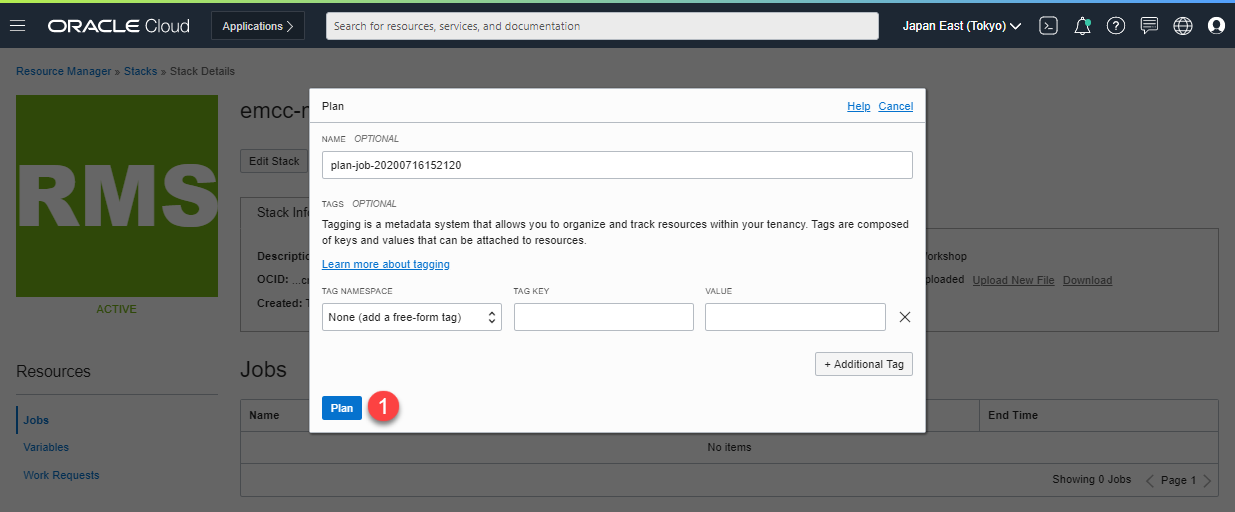 ORACLE Cloud
Applications
Search for resources, services, and documentation
Japan East (Tokyo)
Resource Manager » Stacks » Stack Details
RMS
ACTIVE
emcc-
Edit Stack
Stack Inf
OCID: ...c
Created:
orkshop
ploaded Upload New File Download
Plan
Help Cancel
NAME OPTIONAL
plan-job-20200716152120
TAGS OPTIONAL
Tagging is a metadata system that allows you to organize and track resources within your tenancy. Tags are composed
of keys and values that can be attached to resources.
Learn more about tagging
TAG NAMESPACE TAG KEY VALUE
None (add a free-form tag)
+ Additional Tag
Plan 1
Resources
Jobs
Variables
Work Requests
Jobs
Name End Time
No items
Showing 0 Jobs Page 1